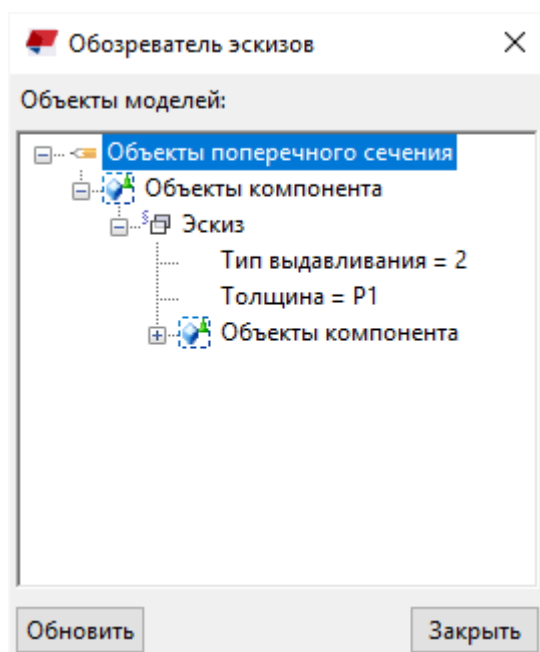 Обозреватель эскизов
Объекты моделей:
Объекты поперечного сечения
Объекты компонента
Эскиз
Тип выдавливания = 2
Толщина = P1
Объекты компонента
Обновить
Закрыть